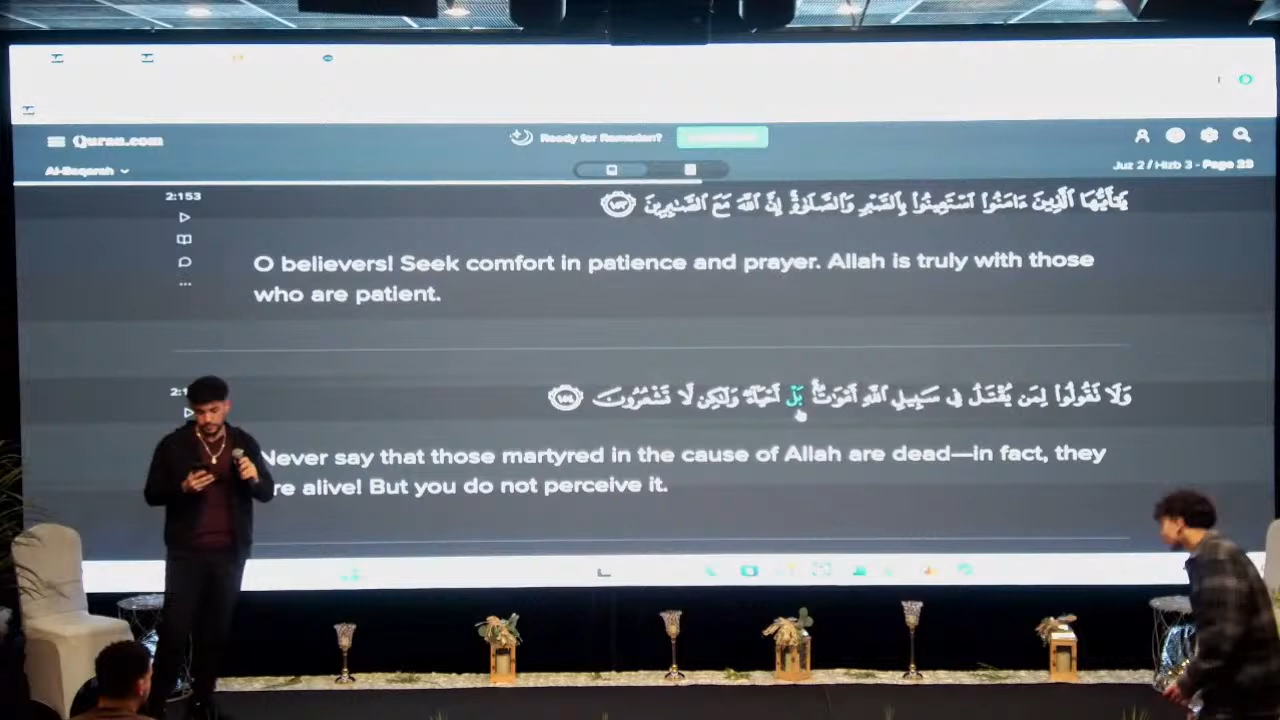 Quran.com
Ready for Ramadan?
Al-Baqarah
Juz 2 / Hizb 3 - Page 23
2:153
يَٰٓأَيُّهَا ٱلَّذِينَ ءَامَنُوا۟ ٱسْتَعِينُوا۟ بِٱلصَّبْرِ وَٱلصَّلَوٰةِ ۚ إِنَّ ٱللَّهَ مَعَ ٱلصَّٰبِرِينَ ١٥٣
O believers! Seek comfort in patience and prayer. Allah is truly with those
who are patient.
وَلَا تَقُولُوا۟ لِمَن يُقْتَلُ فِى سَبِيلِ ٱللَّهِ أَمْوَٰتٌۢ ۚ بَلْ أَحْيَآءٌ وَلَٰكِن لَّا تَشْعُرُونَ ١٥٤
Never say that those martyred in the cause of Allah are dead—in fact, they
re alive! But you do not perceive it.